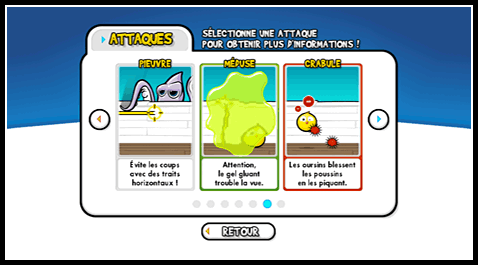 ATTAQUES
SÉLECTIONNE UNE ATTAQUE
POUR OBTENIR PLUS D'INFORMATIONS !
PIEUVRE
Évite les coups
avec des traits
horizontaux !
MÉDUSE
Attention,
le gel gluant
trouble la vue.
CRABULE
Les oursins blessent
les poussins
en les piquant.
RETOUR